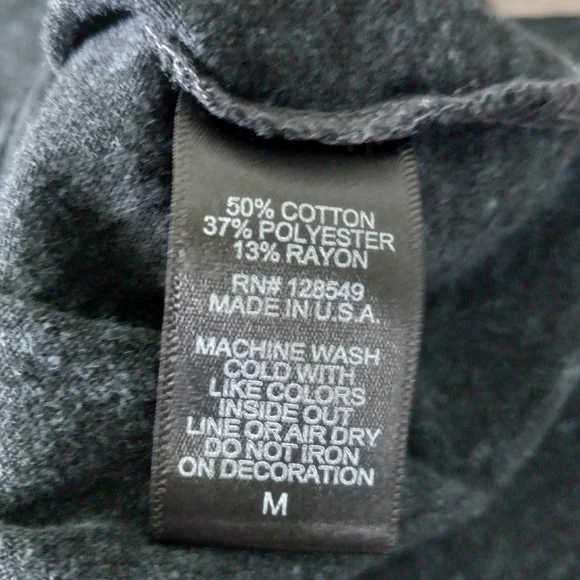 50% COTTON
37% POLYESTER
13% RAYON
RN# 128549
MADE IN U.S.A.
MACHINE WASH
COLD WITH
LIKE COLORS
INSIDE OUT
LINE OR AIR DRY
DO NOT IRON
ON DECORATION
M